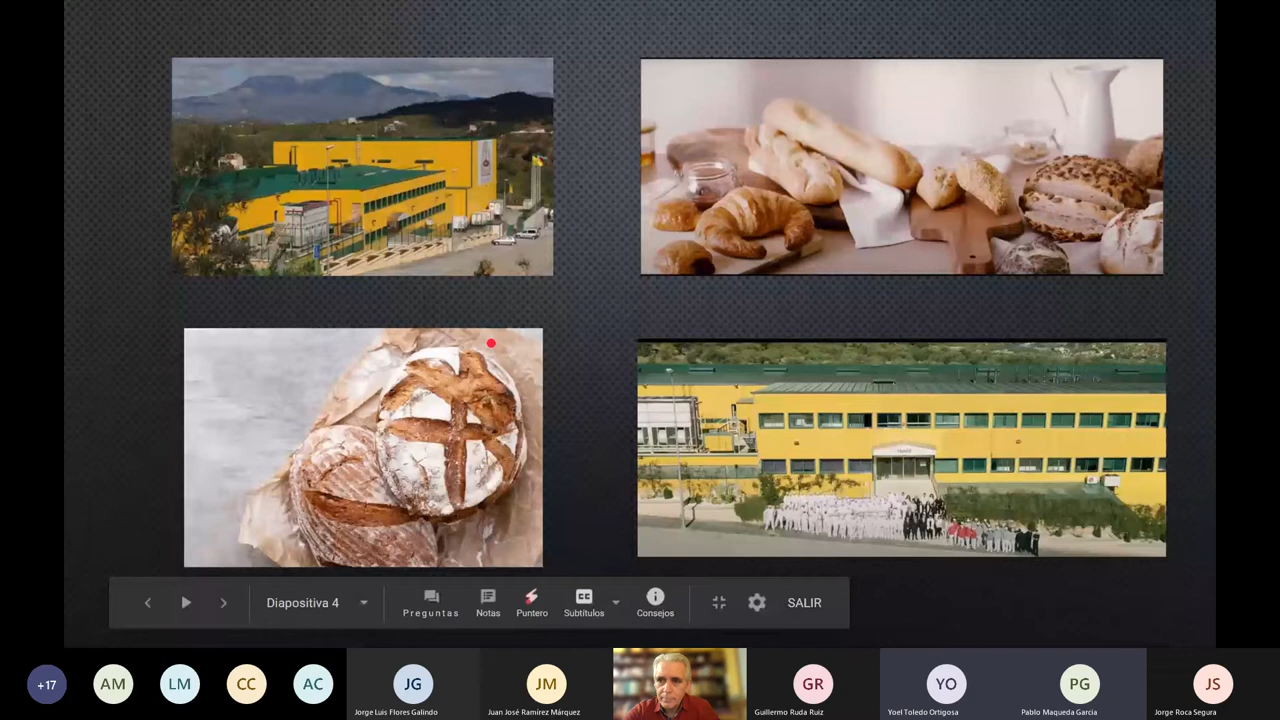 Diapositiva 4
Preguntas
Notas
Puntero
Subtítulos
Consejos
SALIR
+17
AM
LM
CC
AC
JG
JM
GR
YO
PG
JS
Jorge Luis Flores Galindo
Juan José Ramírez Márquez
Guillermo Ruda Ruiz
Yoel Toledo Ortigosa
Pablo Maqueda Garcia
Jorge Roca Segura